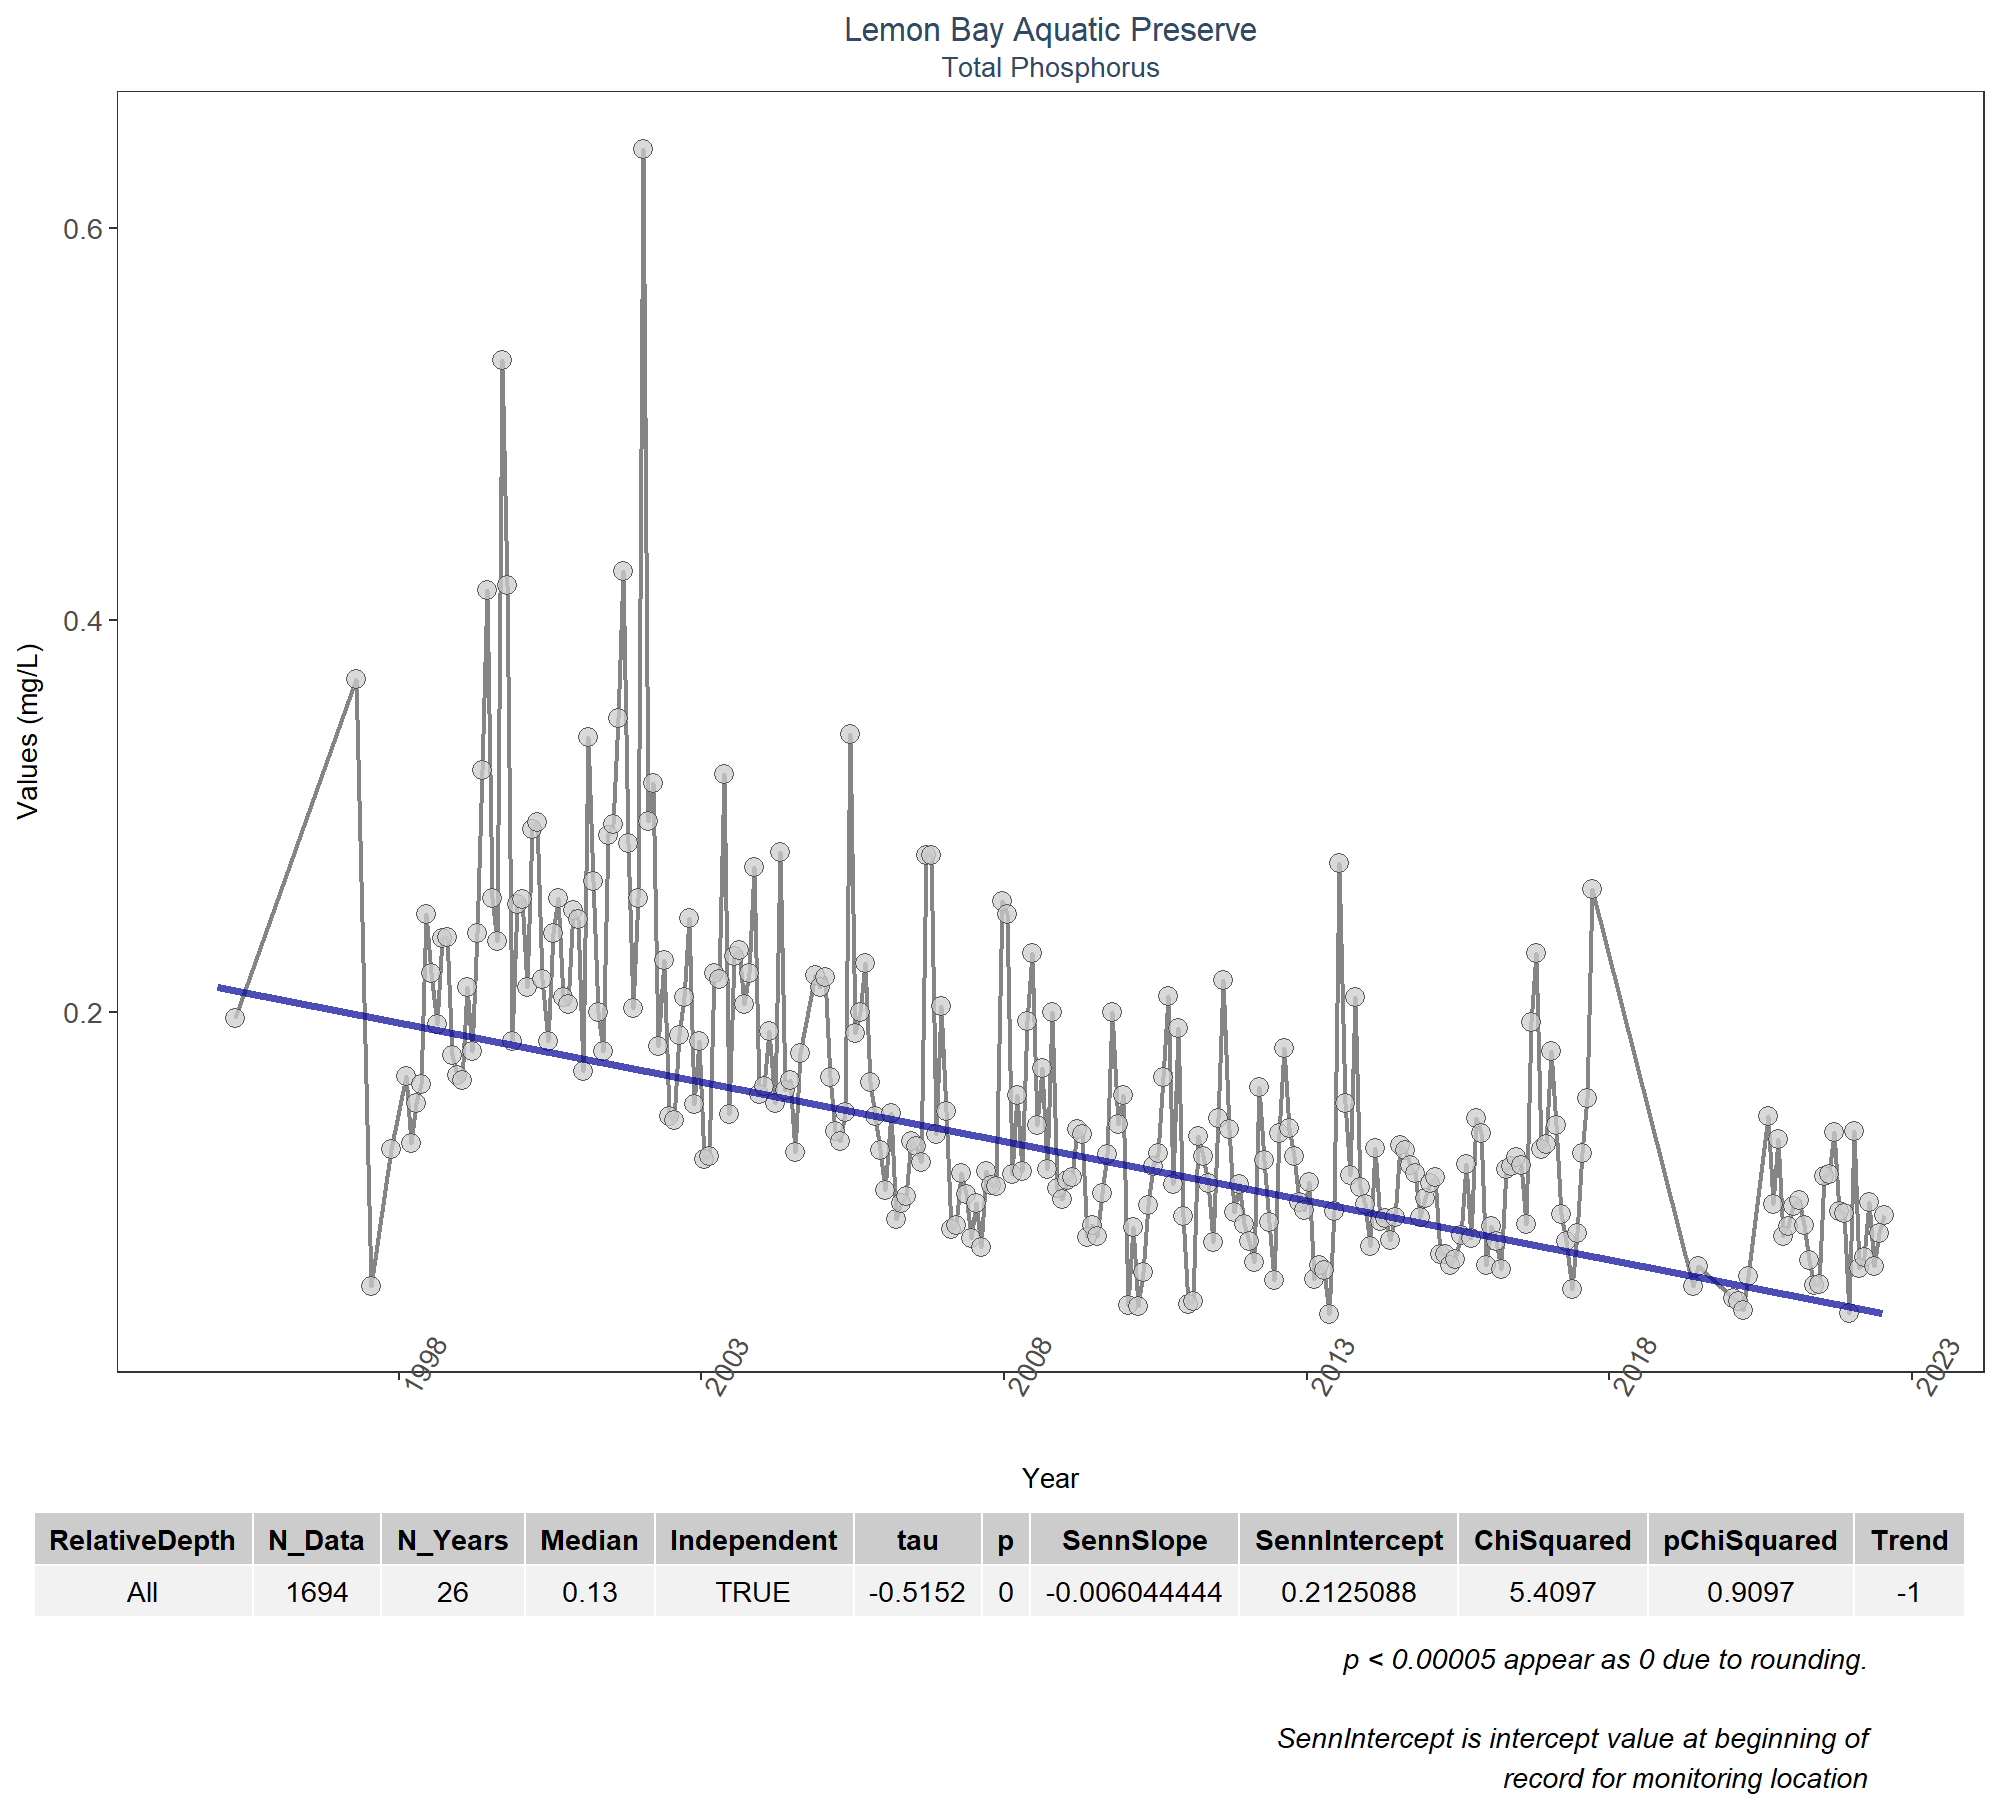 Lemon Bay Aquatic Preserve
Total Phosphorus
0.6
0.4
0.2
Values (mg/L)
1998
2003
2008
2013
2018
2023
Year
RelativeDepth N_Data N_Years Median Independent tau p SennSlope SennIntercept ChiSquared pChiSquared Trend
All 1694 26 0.13 TRUE -0.5152 0 -0.006044444 0.2125088 5.4097 0.9097 -1
p < 0.00005 appear as 0 due to rounding.
SennIntercept is intercept value at beginning of
record for monitoring location